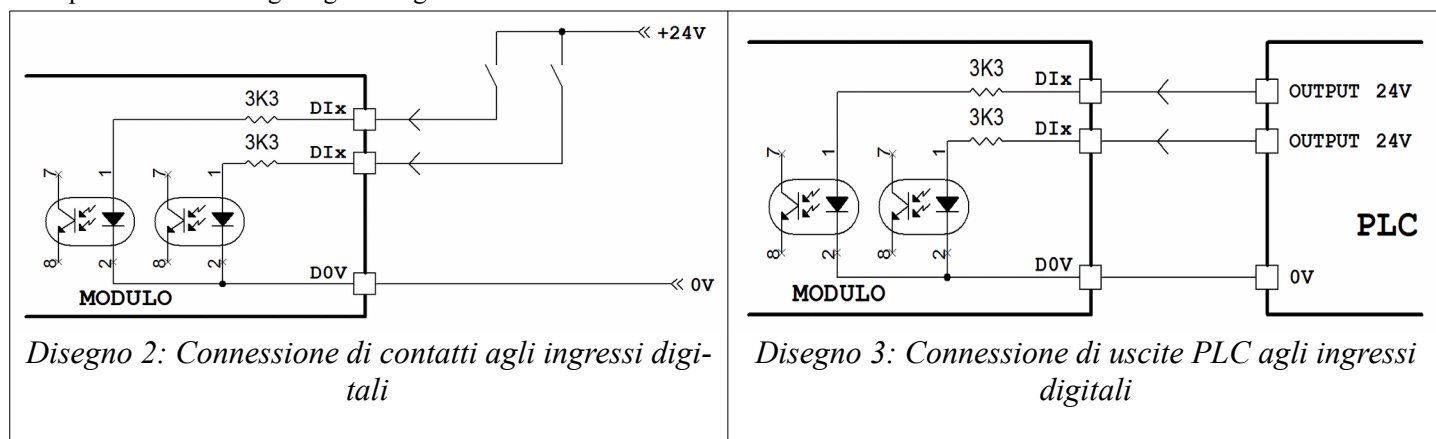 +24V
3K3
DIx
3K3
DIx
7
1
7
1
8
2
8
2
D0V
0V
MODULO
Disegno 2: Connessione di contatti agli ingressi digi-
tali
3K3
DIx
OUTPUT 24V
3K3
DIx
OUTPUT 24V
7
1
7
1
PLC
8
2
8
2
D0V
0V
MODULO
Disegno 3: Connessione di uscite PLC agli ingressi
digitali